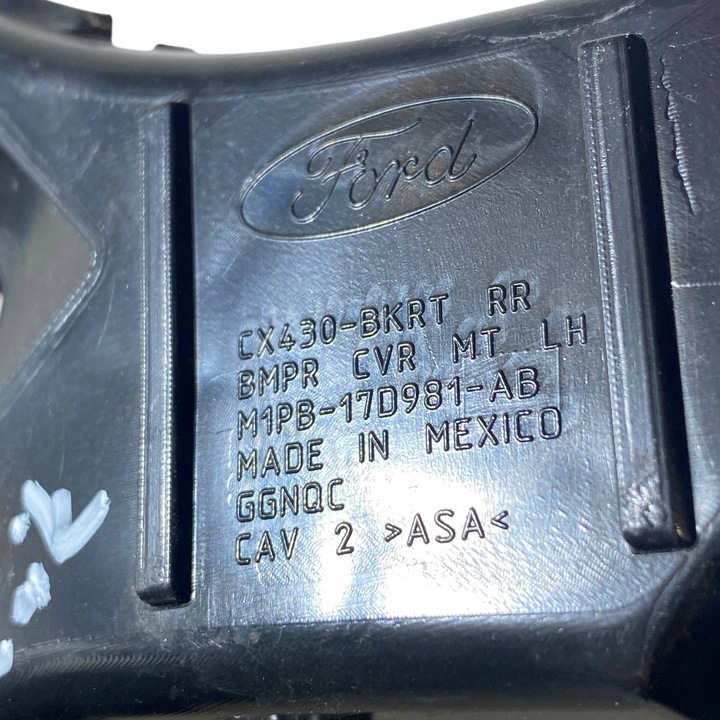 Ford
CX430-BKRT RR
BMPR CVR MT LH
M1PB-17D981-AB
MADE IN MEXICO
GGNQC
CAV 2 >ASA<